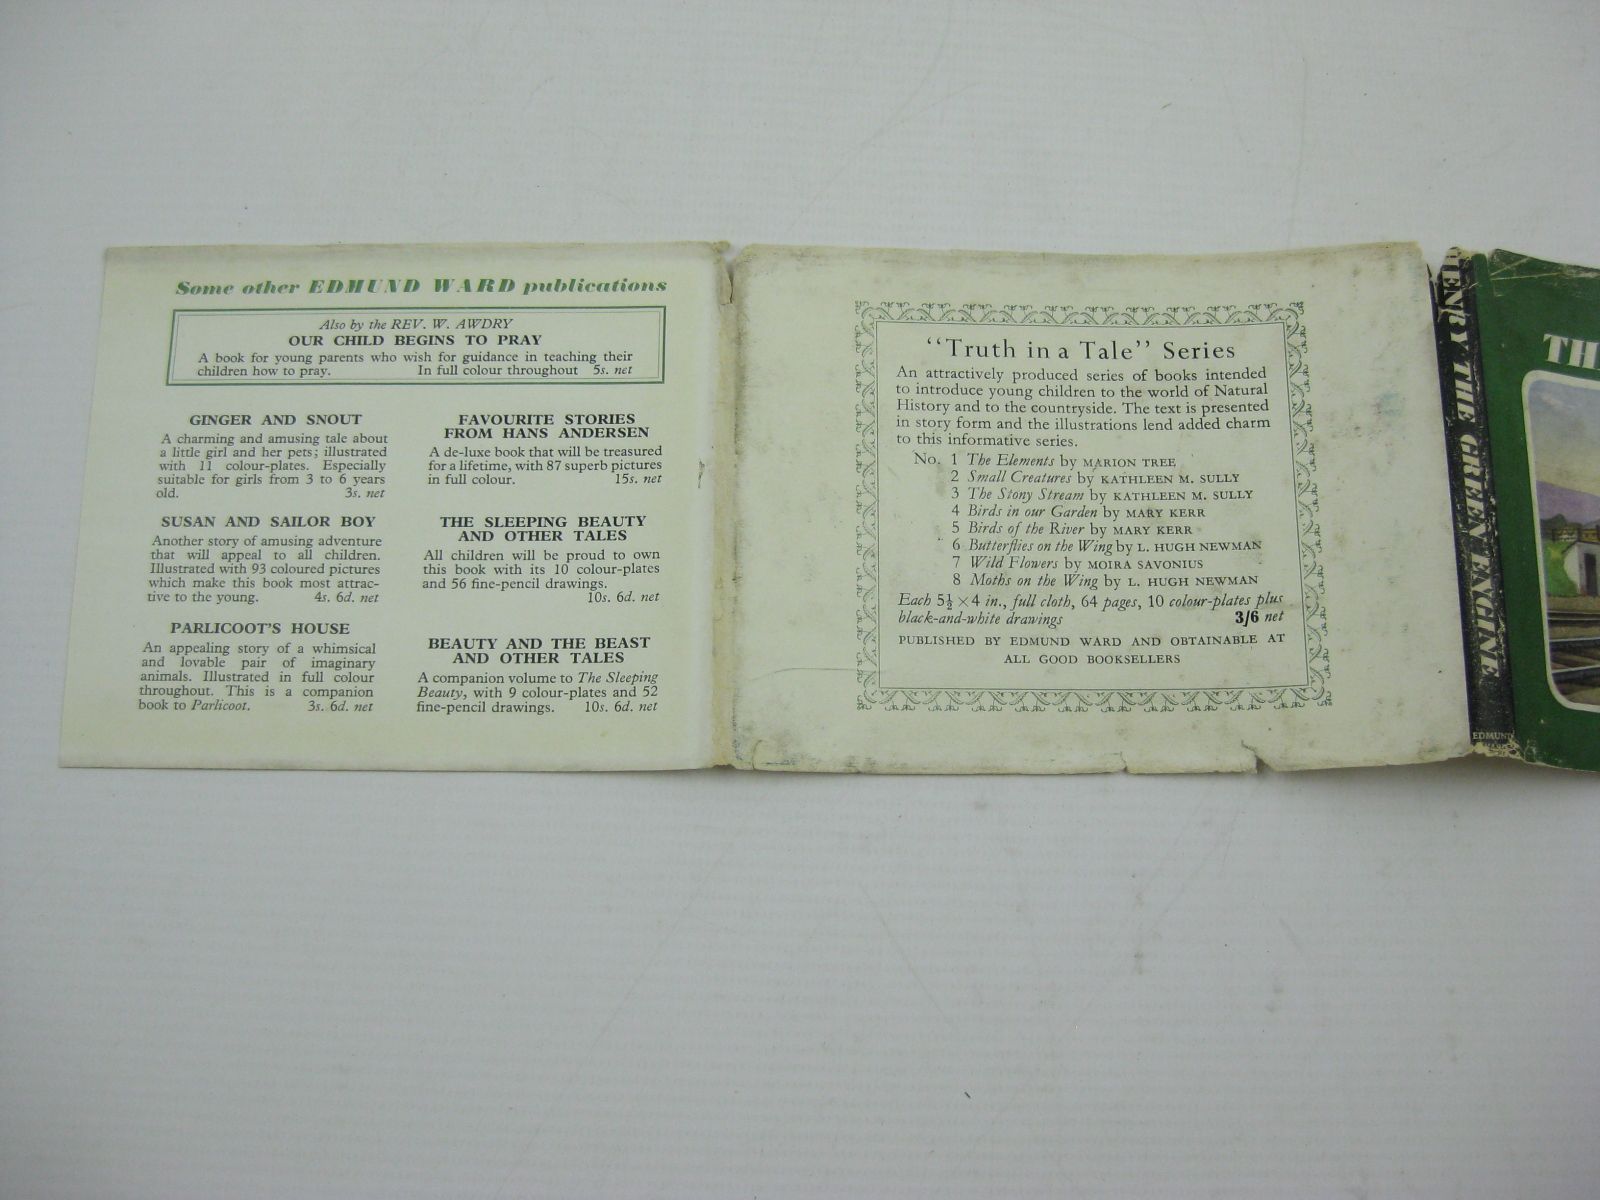 Some other EDMUND WARD publications
Also by the REV. W. AWDRY
OUR CHILD BEGINS TO PRAY
A book for young parents who wish for guidance in teaching their
children how to pray. In full colour throughout 5s. net
GINGER AND SNOUT
A charming and amusing tale about
a little girl and her pets; illustrated
with 11 colour-plates. Especially
suitable for girls from 3 to 6 years
old. 3s. net
SUSAN AND SAILOR BOY
Another story of amusing adventure
that will appeal to all children.
Illustrated with 93 coloured pictures
which make this book most attrac-
tive to the young. 4s. 6d. net
PARLICOOT'S HOUSE
An appealing story of a whimsical
and lovable pair of imaginary
animals. Illustrated in full colour
throughout. This is a companion
book to Parlicoot. 3s. 6d. net
FAVOURITE STORIES
FROM HANS ANDERSEN
A de-luxe book that will be treasured
for a lifetime, with 87 superb pictures
in full colour. 15s. net
THE SLEEPING BEAUTY
AND OTHER TALES
All children will be proud to own
this book with its 10 colour-plates
and 56 fine-pencil drawings.
10s. 6d. net
BEAUTY AND THE BEAST
AND OTHER TALES
A companion volume to The Sleeping
Beauty, with 9 colour-plates and 52
fine-pencil drawings. 10s. 6d. net
"Truth in a Tale" Series
An attractively produced series of books intended
to introduce young children to the world of Natural
History and to the countryside. The text is presented
in story form and the illustrations lend added charm
to this informative series.
No. 1 The Elements by MARION TREE
2 Small Creatures by KATHLEEN M. SULLY
3 The Stony Stream by KATHLEEN M. SULLY
4 Birds in our Garden by MARY KERR
5 Birds of the River by MARY KERR
6 Butterflies on the Wing by L. HUGH NEWMAN
7 Wild Flowers by MOIRA SAVONIUS
8 Moths on the Wing by L. HUGH NEWMAN
Each 5½ × 4 in., full cloth, 64 pages, 10 colour-plates plus
black-and-white drawings 3/6 net
PUBLISHED BY EDMUND WARD AND OBTAINABLE AT
ALL GOOD BOOKSELLERS
HENRY THE GREEN ENGINE
EDMUND
TH